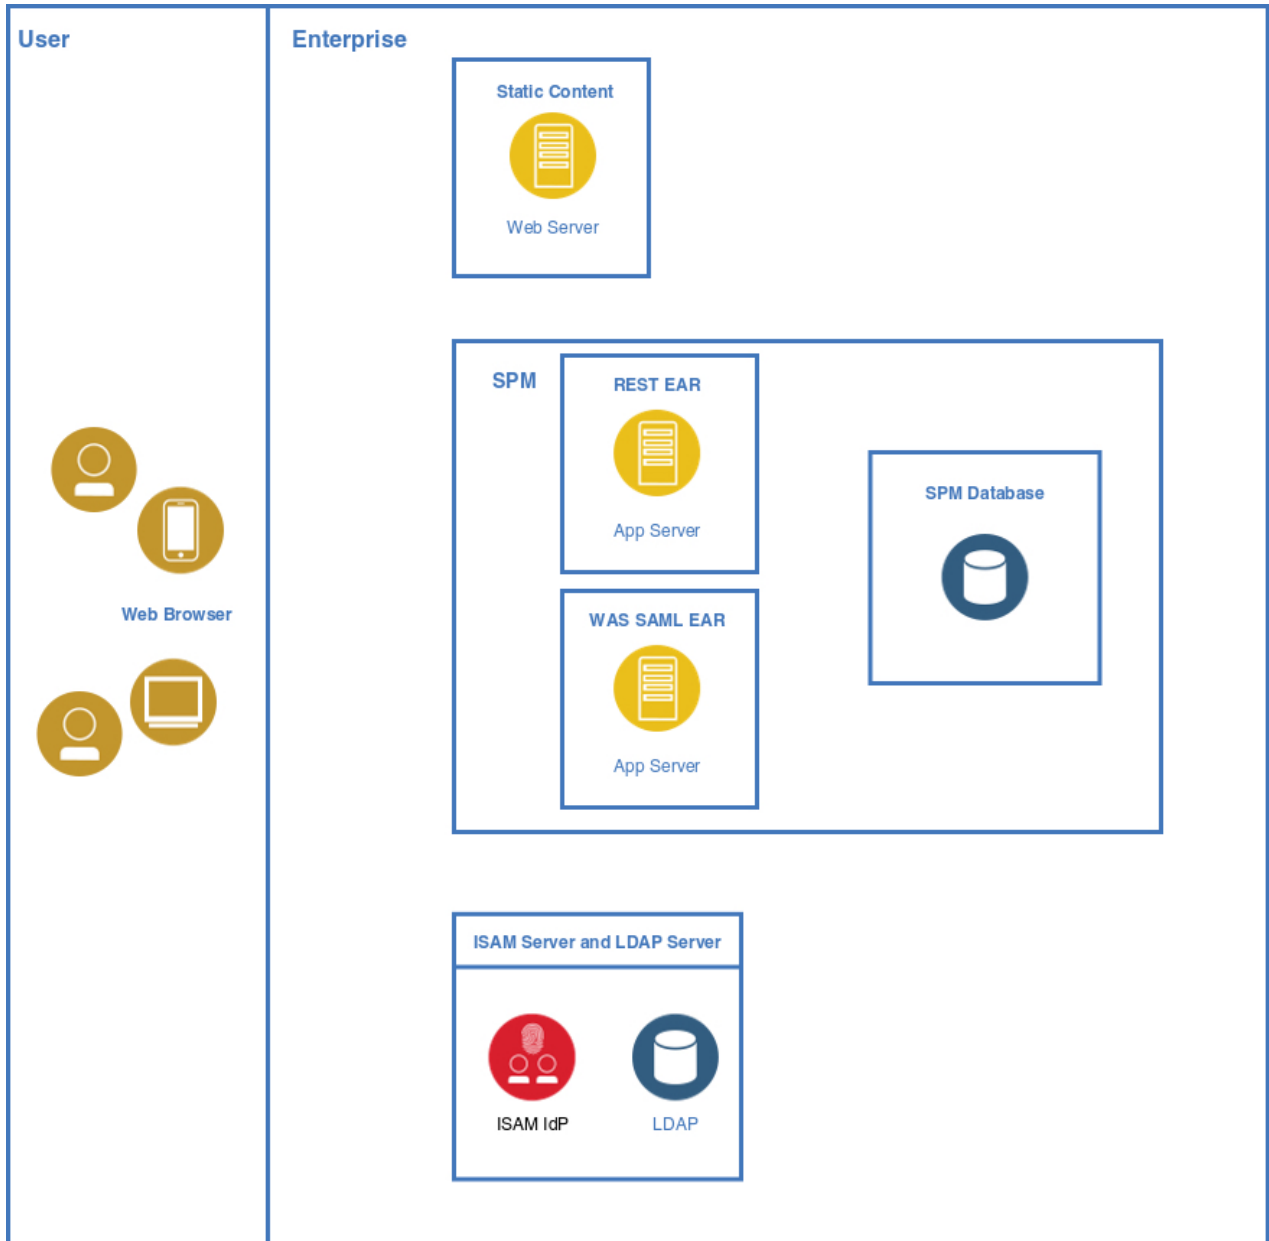 User
Enterprise
Static Content
Web Server
SPM
REST EAR
App Server
SPM Database
Web Browser
WAS SAML EAR
App Server
ISAM Server and LDAP Server
ISAM IdP
LDAP